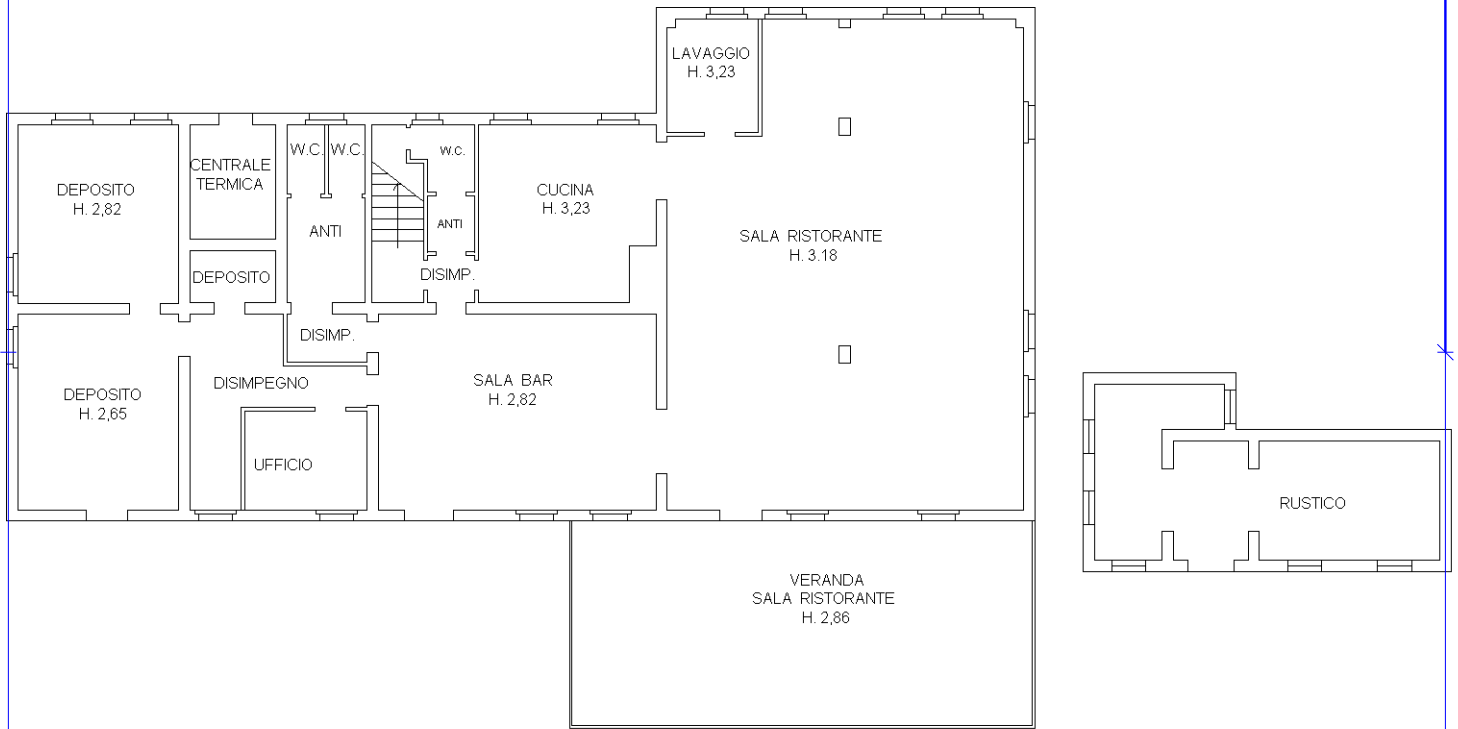 LAVAGGIO
H. 3,23
W.C.
W.C.
W.C.
CENTRALE
TERMICA
DEPOSITO
H. 2,82
CUCINA
H. 3,23
ANTI
ANTI
SALA RISTORANTE
H. 3.18
DEPOSITO
DISIMP.
DISIMP.
DISIMPEGNO
SALA BAR
H. 2,82
DEPOSITO
H. 2,65
UFFICIO
RUSTICO
VERANDA
SALA RISTORANTE
H. 2,86